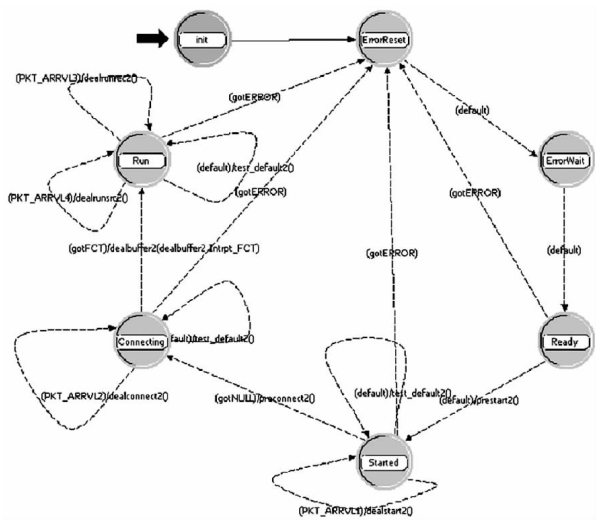 init
ErrorReset
(PKT_ARRVL3)/dealrunrec2()
(gotERROR)
(default)
Run
(default)/test_default2()
ErrorWait
(PKT_ARRVL4)/dealrunsrc2()
(gotERROR)
(gotERROR)
(gotFCT)/dealbuffer2(dealbuffer2,Intrpt_FCT)
(gotERROR)
(default)
Connecting
fault)/test_default2()
Ready
(PKT_ARRVL2)/dealconnect2()
(gotNULL)/preconnect2()
(default)/test_default2()
(default)/prestart2()
Started
(PKT_ARRVL1)/dealstart2()